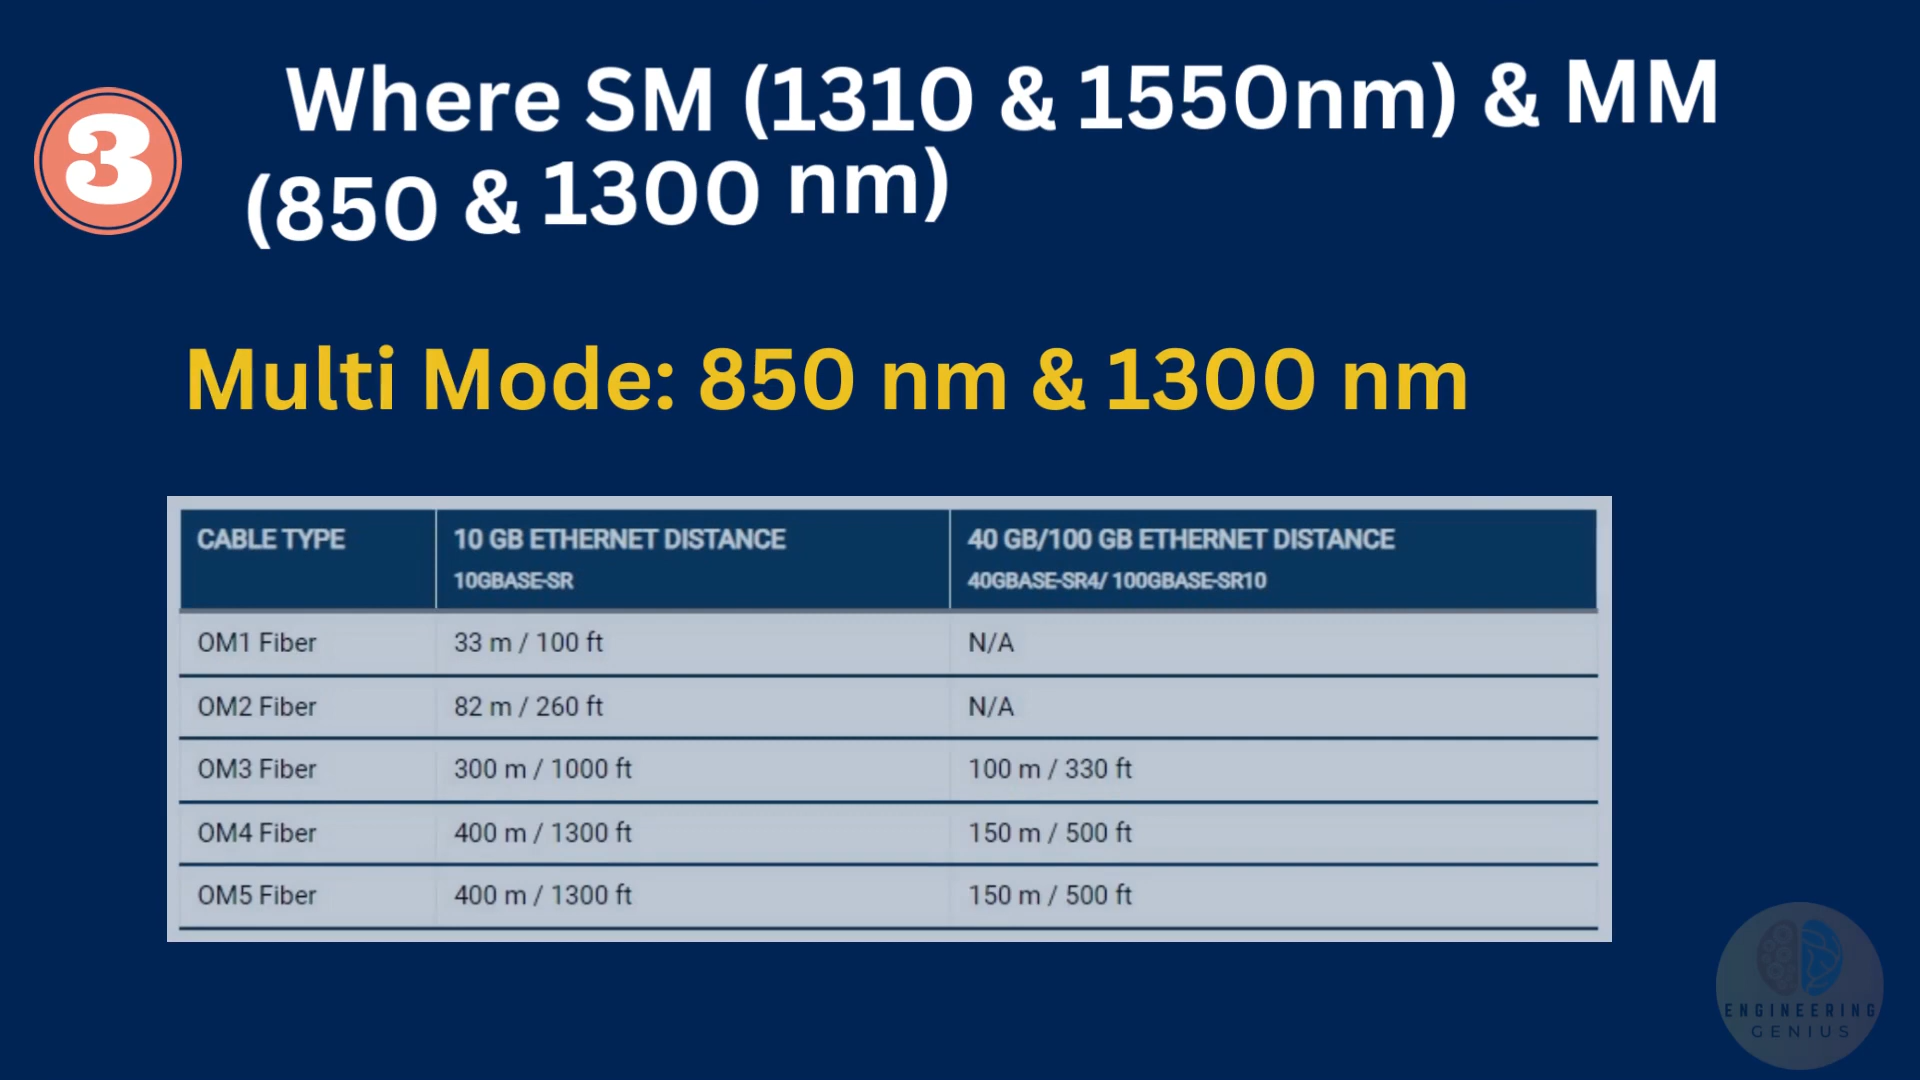 3
Where SM (1310 & 1550nm) & MM
(850 & 1300 nm)
Multi Mode: 850 nm & 1300 nm
CABLE TYPE
10 GB ETHERNET DISTANCE
10GBASE-SR
40 GB/100 GB ETHERNET DISTANCE
40GBASE-SR4/ 100GBASE-SR10
OM1 Fiber 33 m / 100 ft N/A
OM2 Fiber 82 m / 260 ft N/A
OM3 Fiber 300 m / 1000 ft 100 m / 330 ft
OM4 Fiber 400 m / 1300 ft 150 m / 500 ft
OM5 Fiber 400 m / 1300 ft 150 m / 500 ft
ENGINEERING
GENIUS